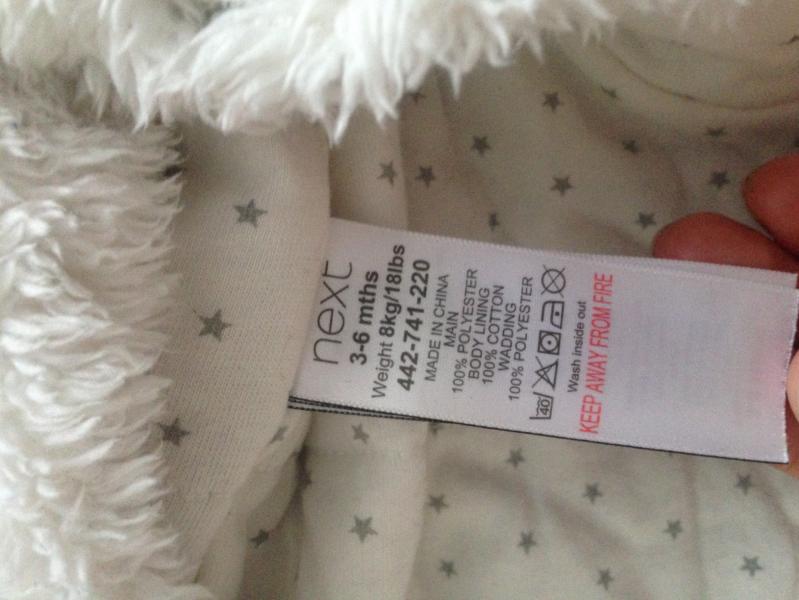 next
3-6 mths
Weight 8kg/18lbs
442-741-220
MADE IN CHINA
MAIN
100% POLYESTER
BODY LINING
100% COTTON
WADDING
100% POLYESTER
40
Wash inside out
KEEP AWAY FROM FIRE